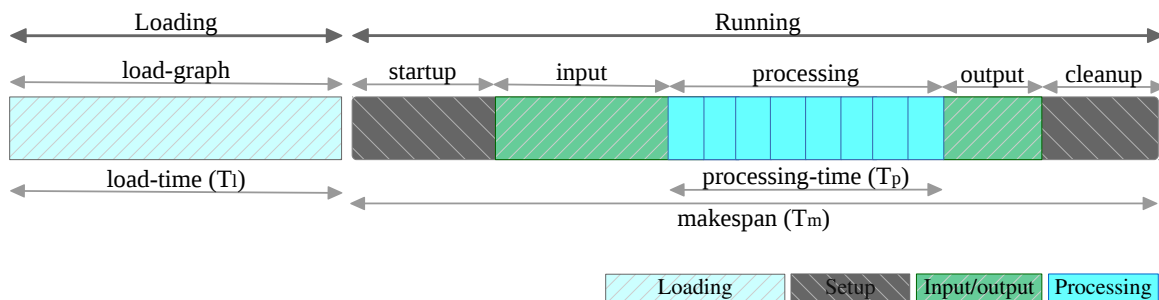 Loading Running
load-graph startup input processing output cleanup
load-time (Tl) processing-time (Tp)
makespan (Tm)
Loading Setup Input/output Processing